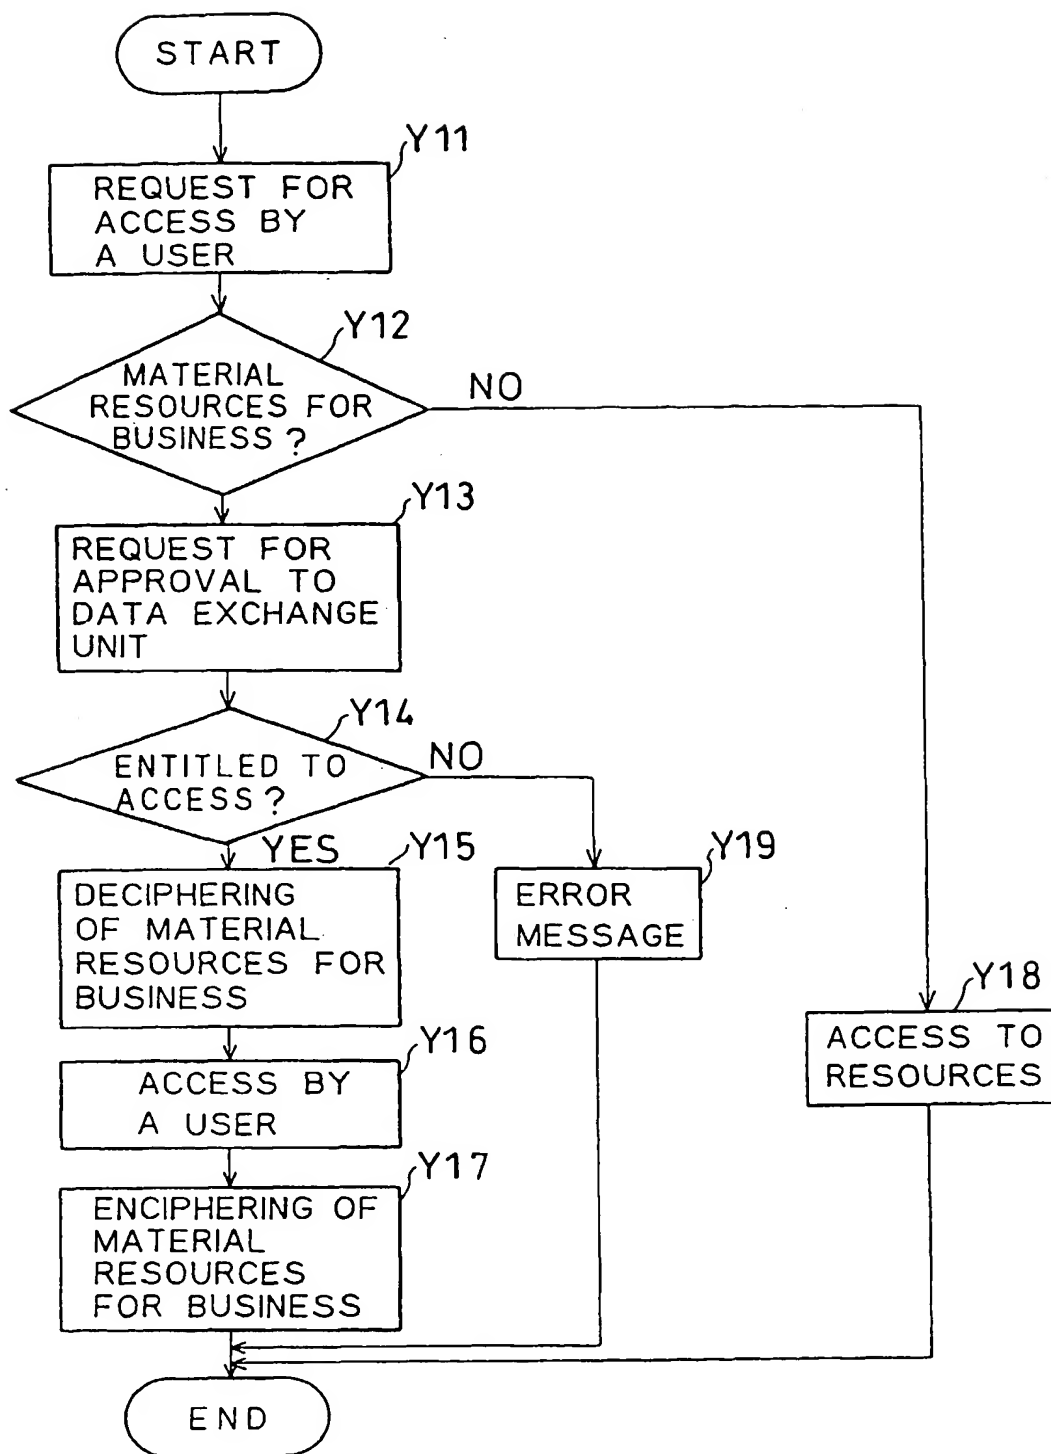 START
Y11
REQUEST FOR
ACCESS BY
A USER
Y12
MATERIAL
RESOURCES FOR
BUSINESS?
NO
Y13
REQUEST FOR
APPROVAL TO
DATA EXCHANGE
UNIT
Y14
ENTITLED TO
ACCESS?
NO
YES
Y15
DECIPHERING
OF MATERIAL
RESOURCES FOR
BUSINESS
Y19
ERROR
MESSAGE
Y18
ACCESS TO
RESOURCES
Y16
ACCESS BY
A USER
Y17
ENCIPHERING OF
MATERIAL
RESOURCES
FOR BUSINESS
END